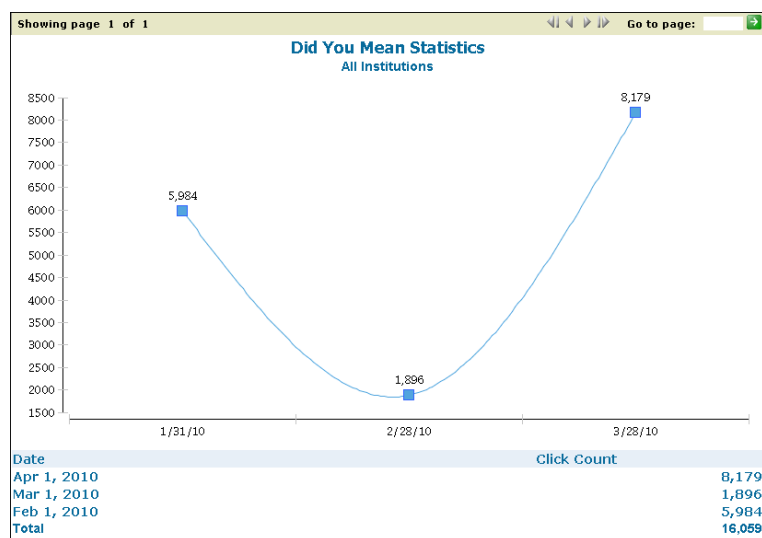 Showing page 1 of 1 Go to page:
Did You Mean Statistics
All Institutions
8500
8,179
8000
7500
7000
6500
5,984
6000
5500
5000
4500
4000
3500
3000
2500
1,896
2000
1500
1/31/10 2/28/10 3/28/10
Date Click Count
Apr 1, 2010 8,179
Mar 1, 2010 1,896
Feb 1, 2010 5,984
Total 16,059